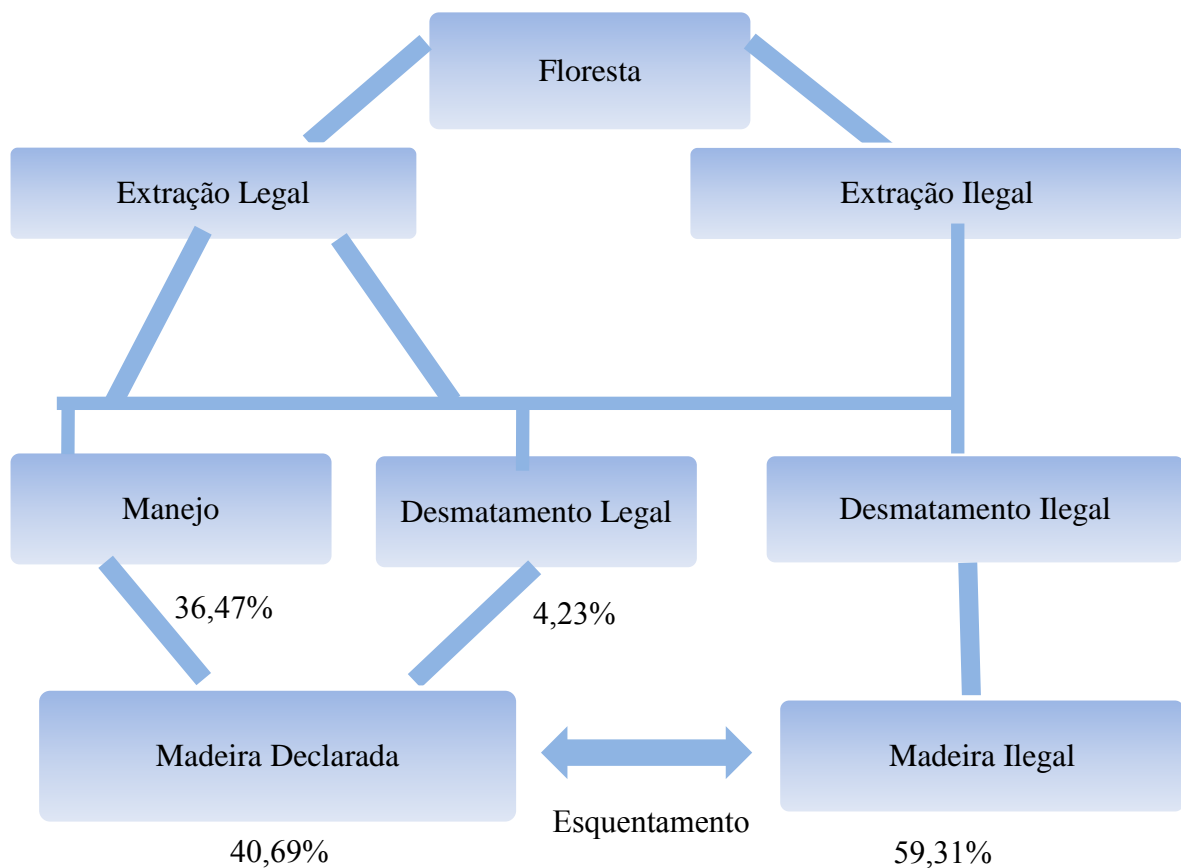 Floresta
Extração Legal
Extração Ilegal
Manejo
Desmatamento Legal
Desmatamento Ilegal
36,47%
4,23%
Madeira Declarada
Madeira Ilegal
Esquentamento
40,69%
59,31%